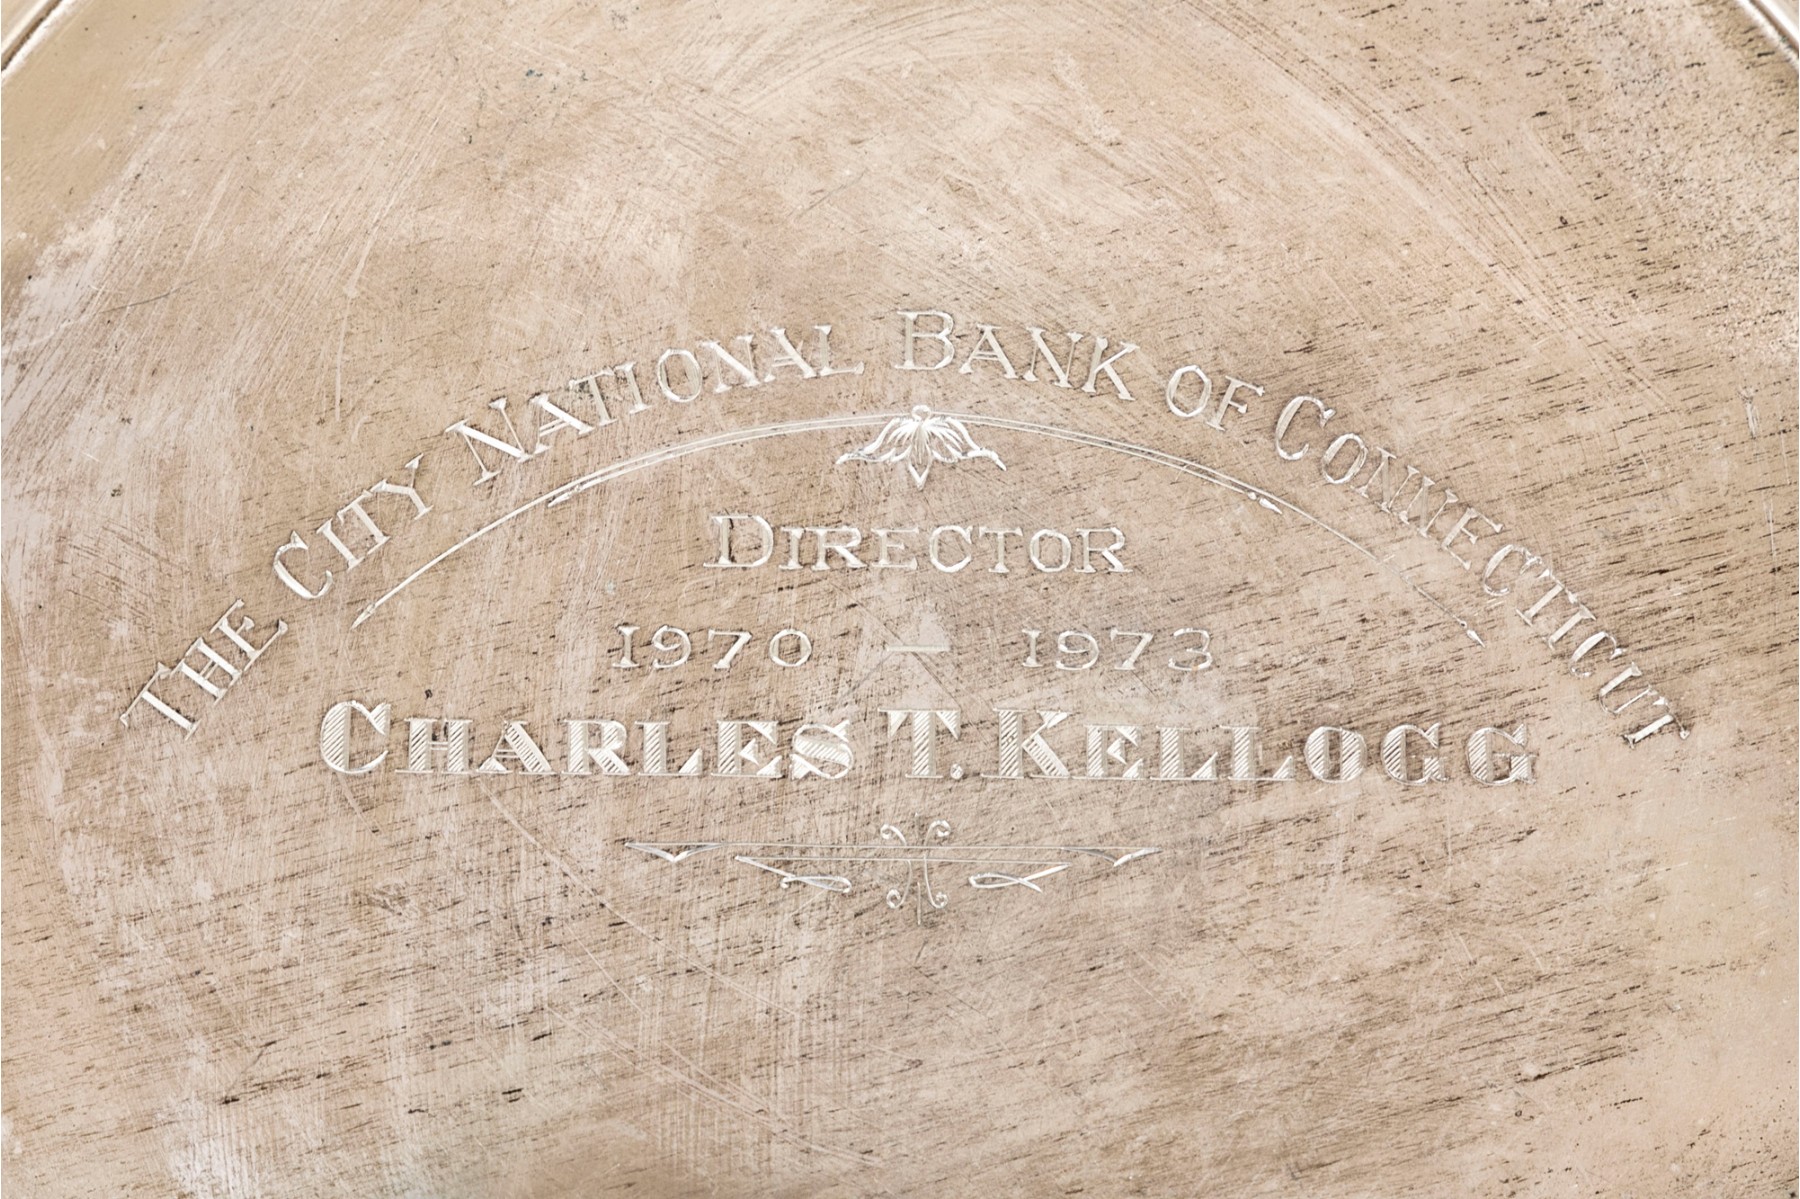 THE CITY NATIONAL BANK OF CONNECTICUT
DIRECTOR
1970 — 1973
CHARLES T. KELLOGG